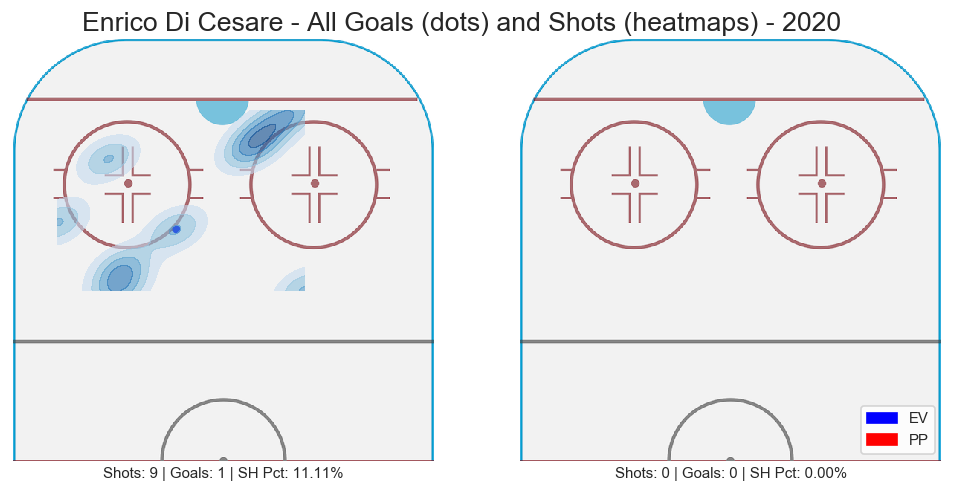 Enrico Di Cesare - All Goals (dots) and Shots (heatmaps) - 2020
EV
PP
Shots: 9 | Goals: 1 | SH Pct: 11.11%
Shots: 0 | Goals: 0 | SH Pct: 0.00%